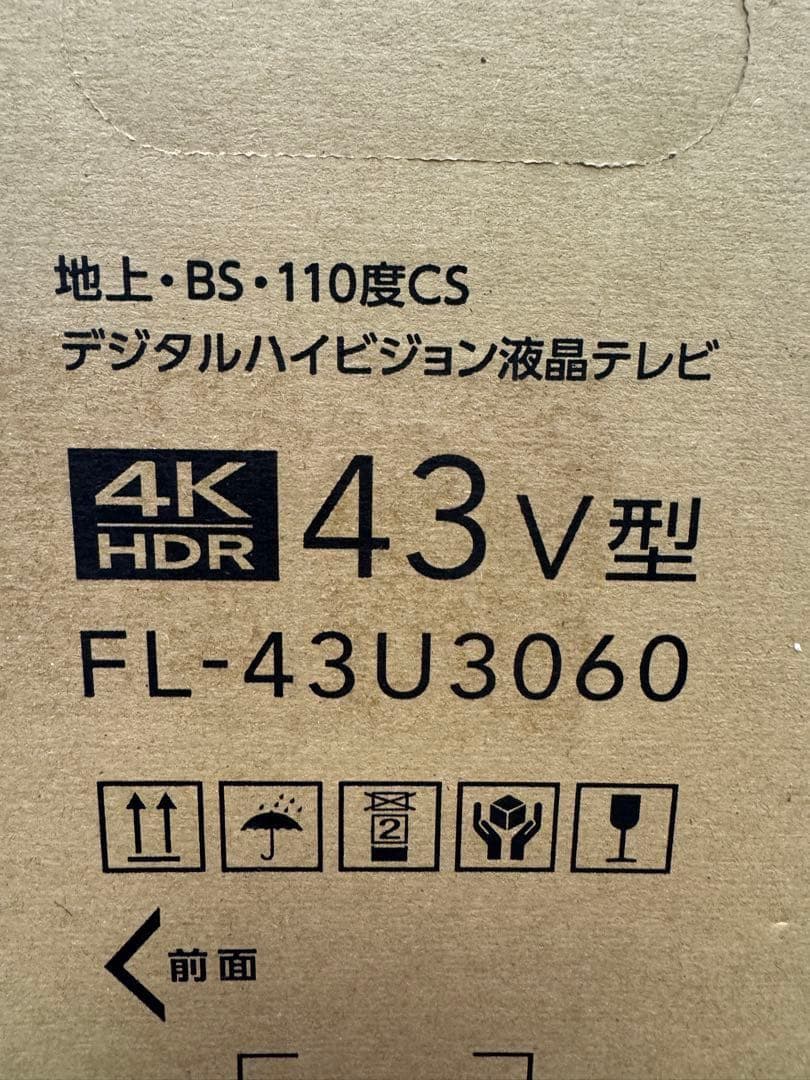 地上・BS・110度CS
デジタルハイビジョン液晶テレビ
4K HDR 43V型
FL-43U3060
2
前面